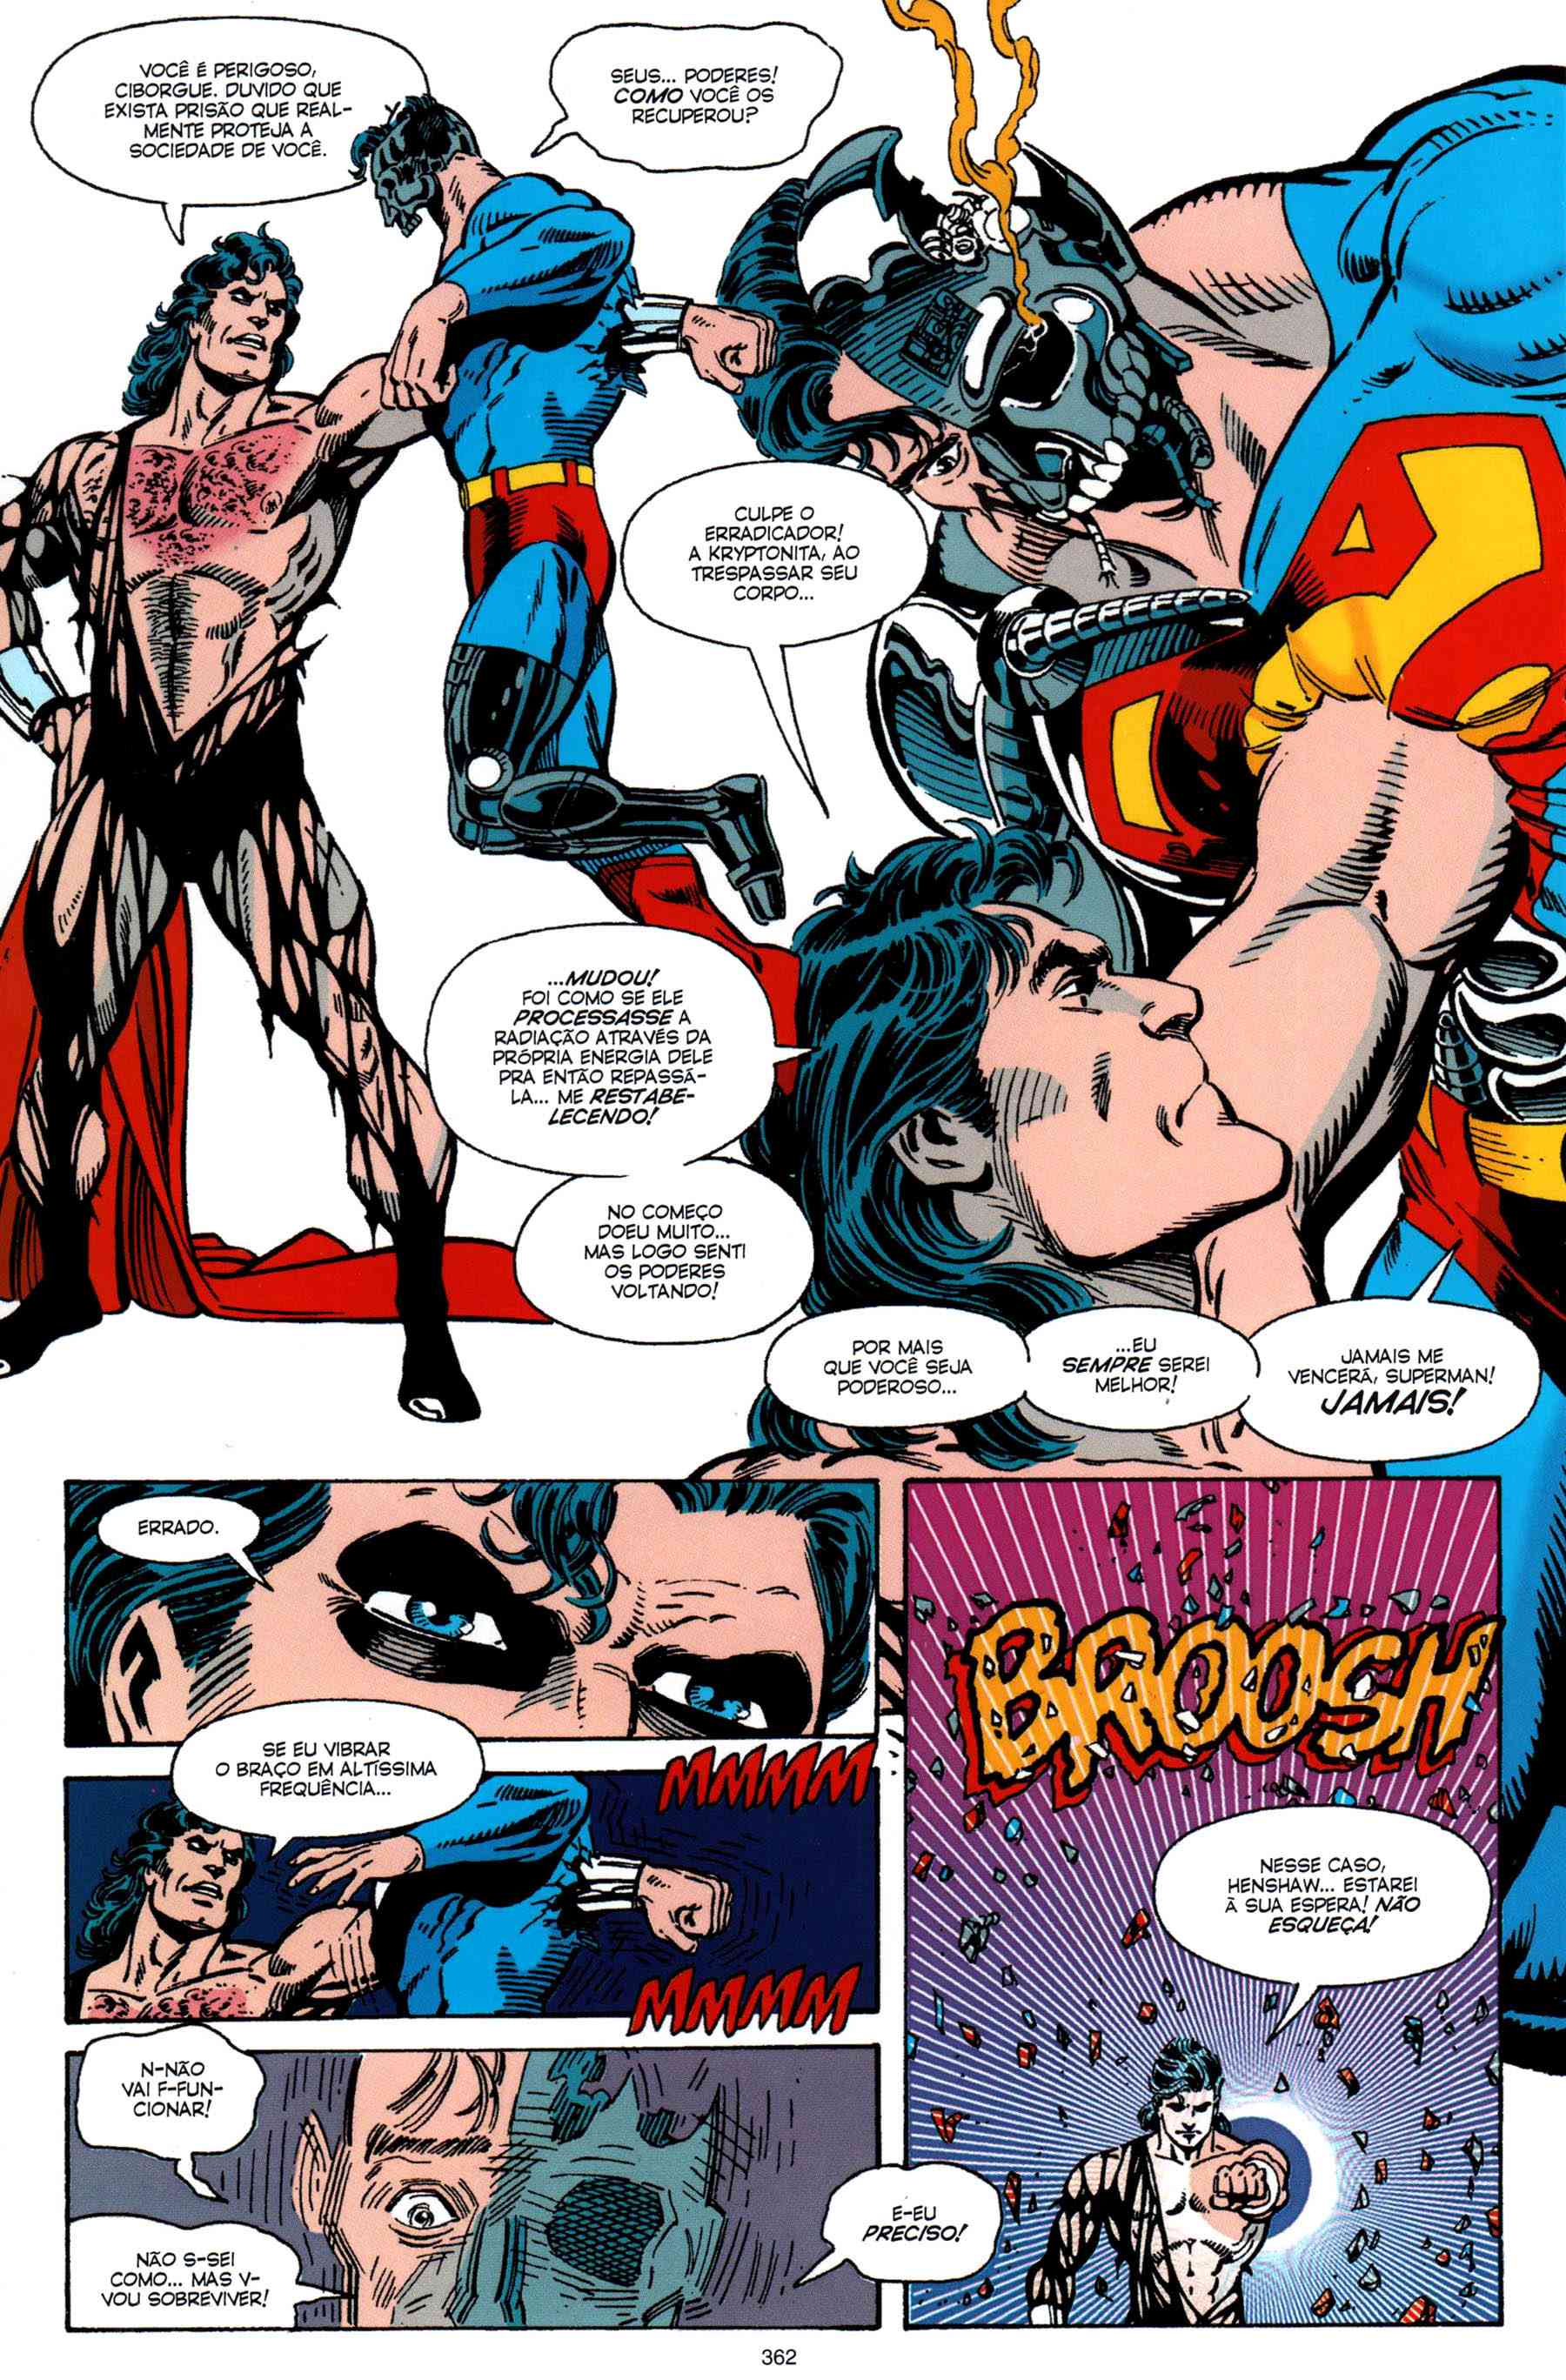 VOCÊ É PERIGOSO,
CIBORGUE. DUVIDO QUE
EXISTA PRISÃO QUE REAL-
MENTE PROTEJA A
SOCIEDADE DE VOCÊ.
SEUS... PODERES!
COMO VOCÊ OS
RECUPEROU?
CULPE O
ERRADICADOR!
A KRYPTONITA, AO
TRESPASSAR SEU
CORPO...
...MUDOU!
FOI COMO SE ELE
PROCESSASSE A
RADIAÇÃO ATRAVÉS DA
PRÓPRIA ENERGIA DELE
PRA ENTÃO REPASSÁ-
LA... ME RESTABE-
LECENDO!
NO COMEÇO
DOEU MUITO...
MAS LOGO SENTI
OS PODERES
VOLTANDO!
POR MAIS
QUE VOCÊ SEJA
PODEROSO...
...EU
SEMPRE SEREI
MELHOR!
JAMAIS ME
VENCERÁ, SUPERMAN!
JAMAIS!
ERRADO.
SE EU VIBRAR
O BRAÇO EM ALTÍSSIMA
FREQUÊNCIA...
MMMM
MMMM
N-NÃO
VAI F-FUN-
CIONAR!
NÃO S-SEI
COMO... MAS V-
VOU SOBREVIVER!
E-EU
PRECISO!
BROOSH
NESSE CASO,
HENSHAW... ESTAREI
À SUA ESPERA! NÃO
ESQUEÇA!
362